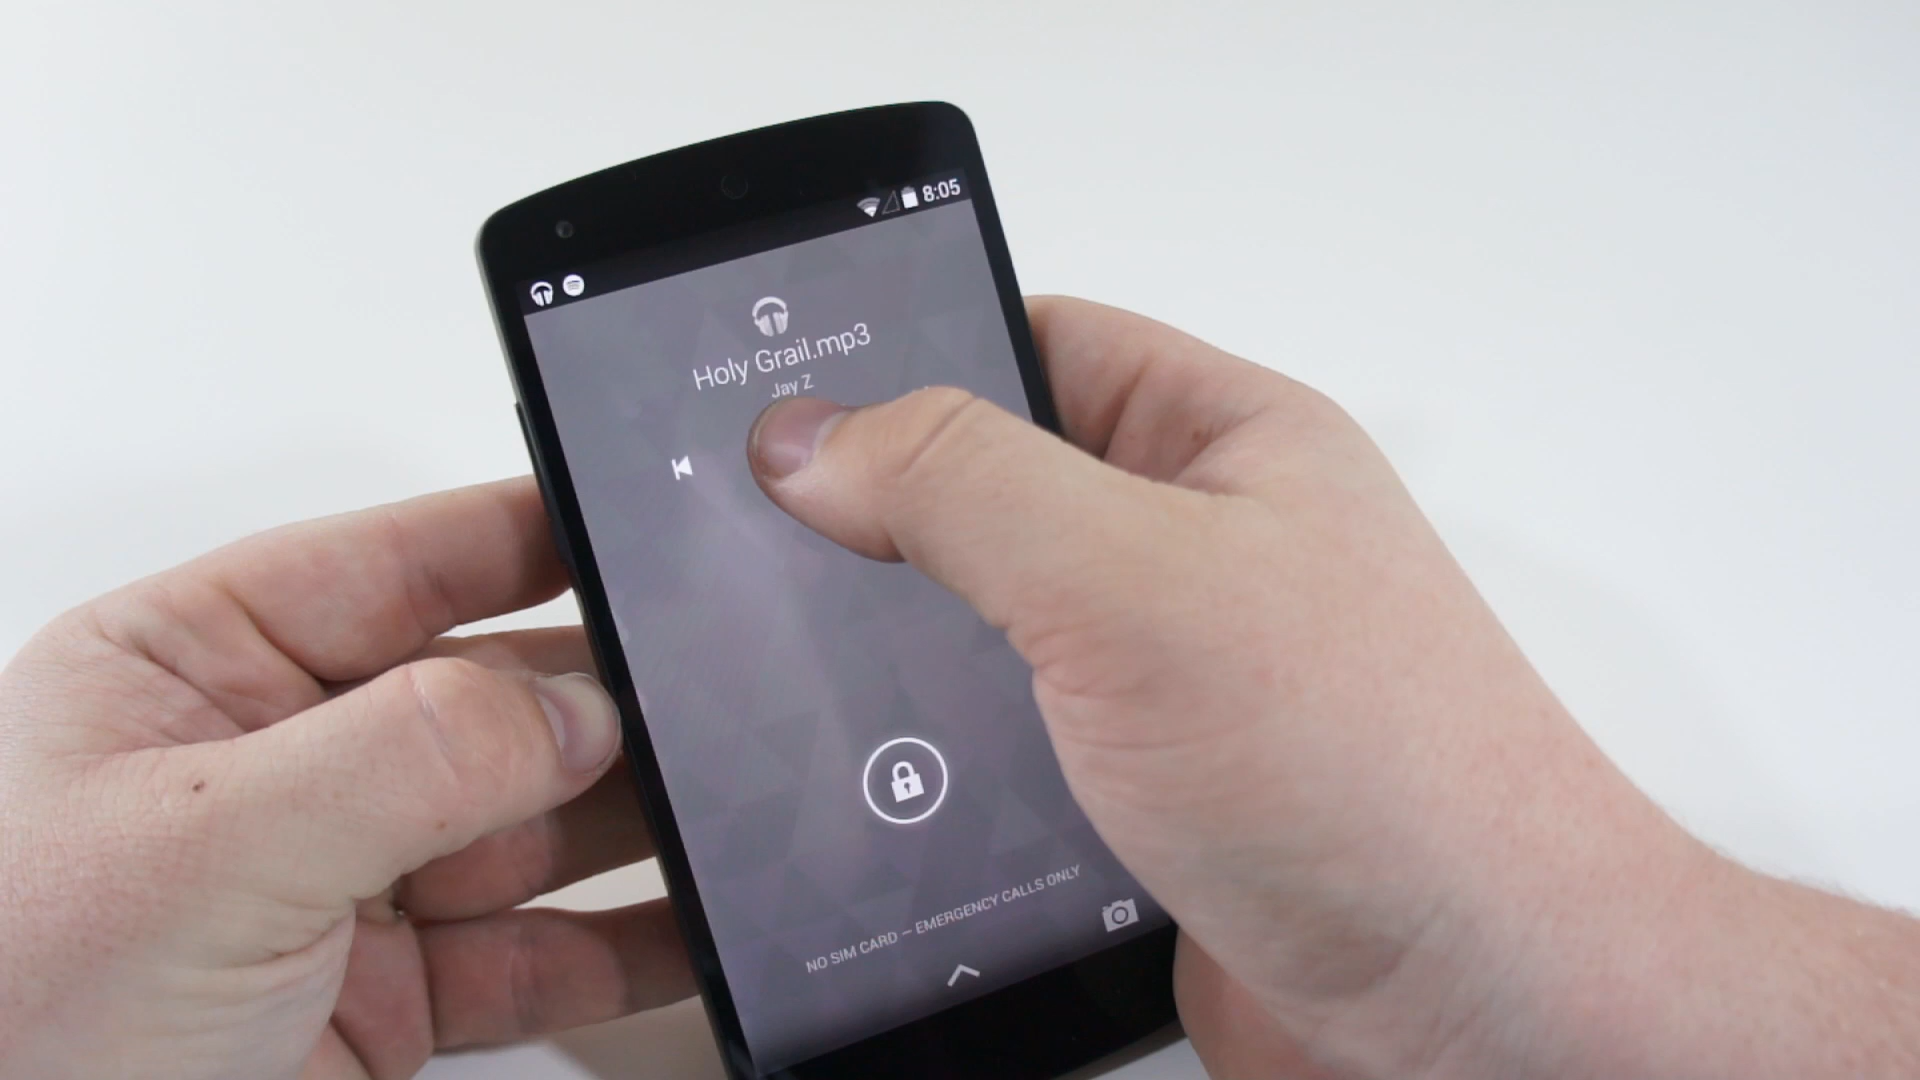 8:05
Holy Grail.mp3
Jay Z
NO SIM CARD — EMERGENCY CALLS ONLY